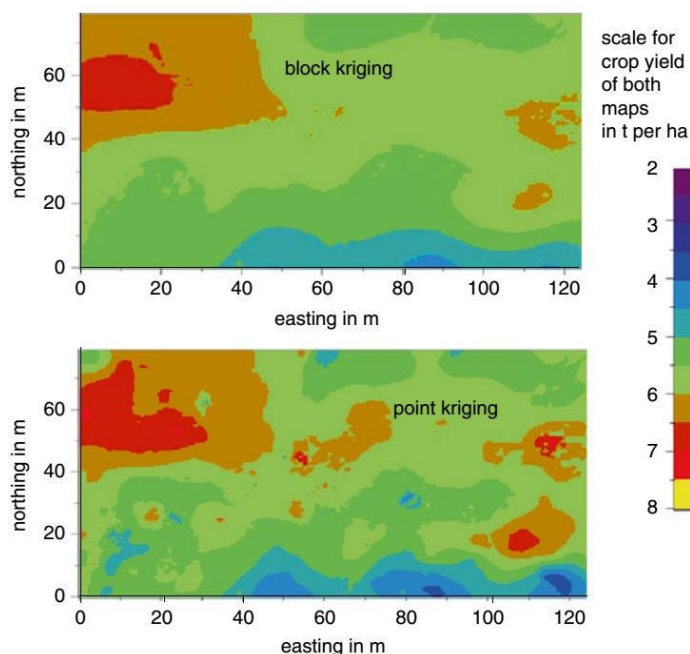 block kriging
northing in m
60
40
20
0
0
20
40
60
80
100
120
easting in m
point kriging
northing in m
60
40
20
0
0
20
40
60
80
100
120
easting in m
scale for
crop yield
of both
maps
in t per ha
2
3
4
5
6
7
8